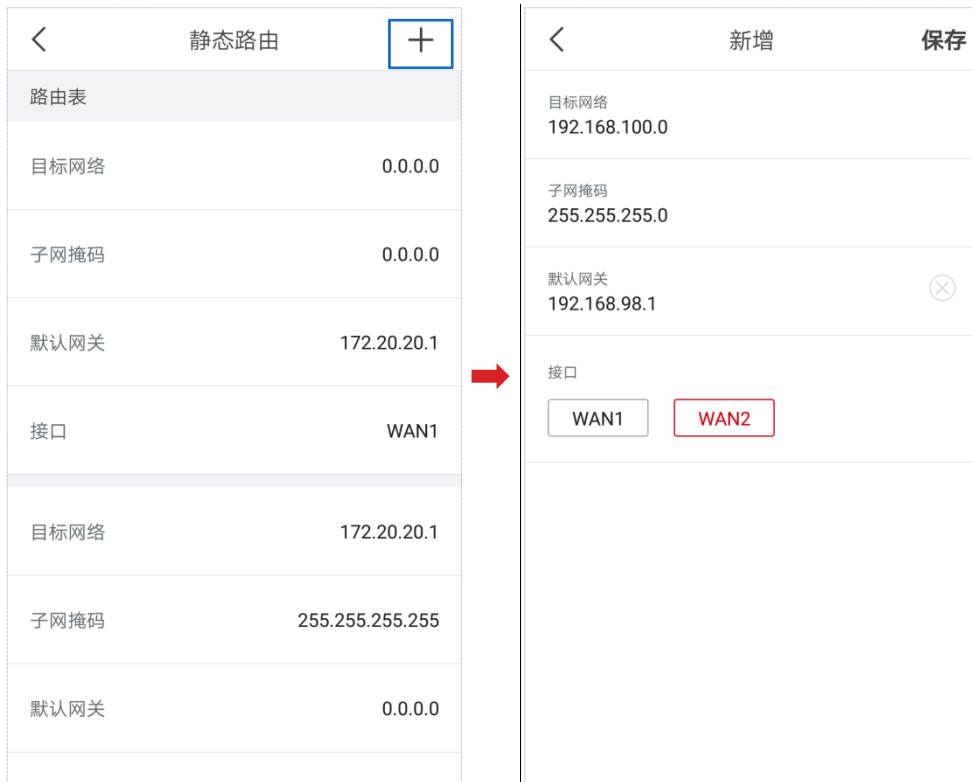 静态路由
路由表
目标网络 0.0.0.0
子网掩码 0.0.0.0
默认网关 172.20.20.1
接口 WAN1
目标网络 172.20.20.1
子网掩码 255.255.255.255
默认网关 0.0.0.0
新增 保存
目标网络
192.168.100.0
子网掩码
255.255.255.0
默认网关
192.168.98.1
接口
WAN1 WAN2